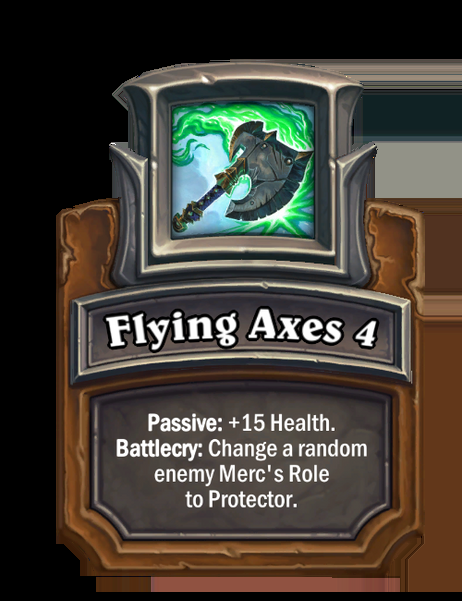 Flying Axes 4
Passive: +15 Health.
Battlecry: Change a random
enemy Merc's Role
to Protector.